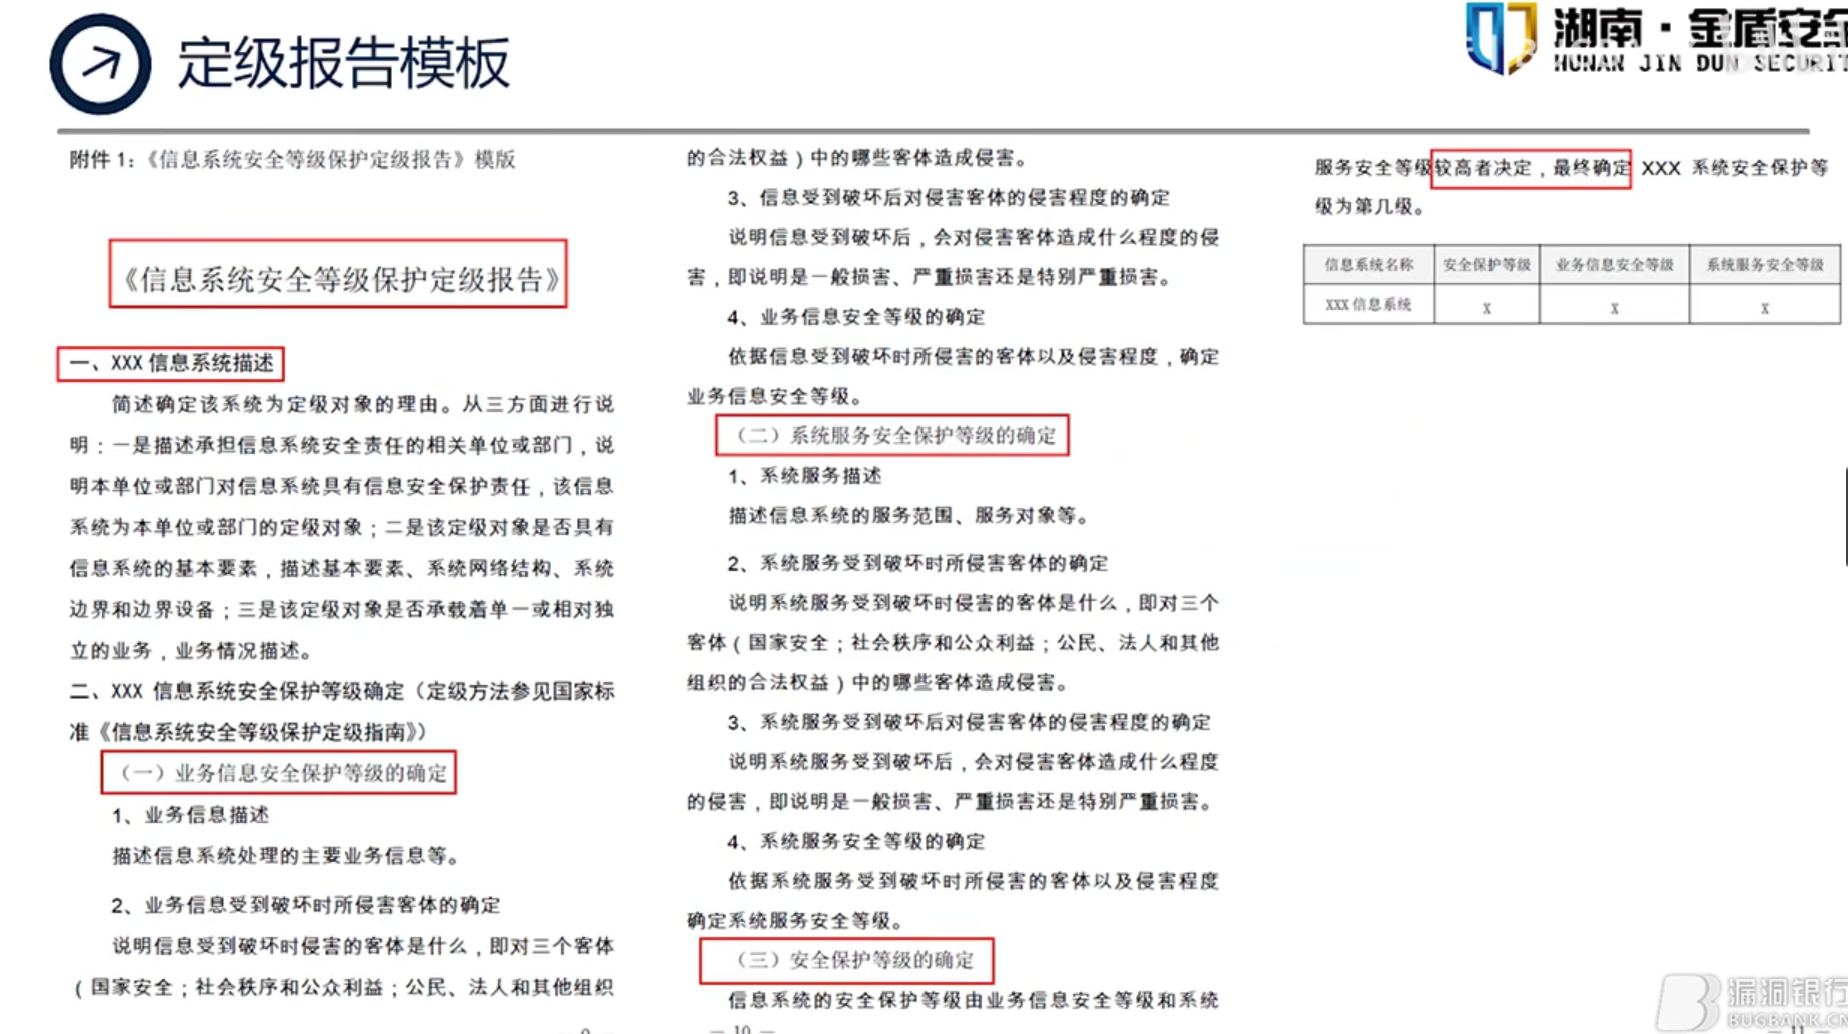 定级报告模板
湖南·金盾安全
HUNAN JIN DUN SECURIT
附件 1:《信息系统安全等级保护定级报告》模版
《信息系统安全等级保护定级报告》
一、XXX 信息系统描述
简述确定该系统为定级对象的理由。从三方面进行说
明：一是描述承担信息系统安全责任的相关单位或部门，说
明本单位或部门对信息系统具有信息安全保护责任，该信息
系统为本单位或部门的定级对象；二是该定级对象是否具有
信息系统的基本要素，描述基本要素、系统网络结构、系统
边界和边界设备；三是该定级对象是否承载着单一或相对独
立的业务，业务情况描述。
二、XXX 信息系统安全保护等级确定（定级方法参见国家标
准《信息系统安全等级保护定级指南》）
（一）业务信息安全保护等级的确定
1、业务信息描述
描述信息系统处理的主要业务信息等。
2、业务信息受到破坏时所侵害客体的确定
说明信息受到破坏时侵害的客体是什么，即对三个客体
（国家安全；社会秩序和公众利益；公民、法人和其他组织
— 9 —
的合法权益）中的哪些客体造成侵害。
3、信息受到破坏后对侵害客体的侵害程度的确定
说明信息受到破坏后，会对侵害客体造成什么程度的侵
害，即说明是一般损害、严重损害还是特别严重损害。
4、业务信息安全等级的确定
依据信息受到破坏时所侵害的客体以及侵害程度，确定
业务信息安全等级。
（二）系统服务安全保护等级的确定
1、系统服务描述
描述信息系统的服务范围、服务对象等。
2、系统服务受到破坏时所侵害客体的确定
说明系统服务受到破坏时侵害的客体是什么，即对三个
客体（国家安全；社会秩序和公众利益；公民、法人和其他
组织的合法权益）中的哪些客体造成侵害。
3、系统服务受到破坏后对侵害客体的侵害程度的确定
说明系统服务受到破坏后，会对侵害客体造成什么程度
的侵害，即说明是一般损害、严重损害还是特别严重损害。
4、系统服务安全等级的确定
依据系统服务受到破坏时所侵害的客体以及侵害程度
确定系统服务安全等级。
（三）安全保护等级的确定
信息系统的安全保护等级由业务信息安全等级和系统
— 10 —
服务安全等级较高者决定，最终确定 XXX 系统安全保护等
级为第几级。
信息系统名称 安全保护等级 业务信息安全等级 系统服务安全等级
XXX 信息系统 X X X
漏洞银行
BUGBANK.CN
— 11